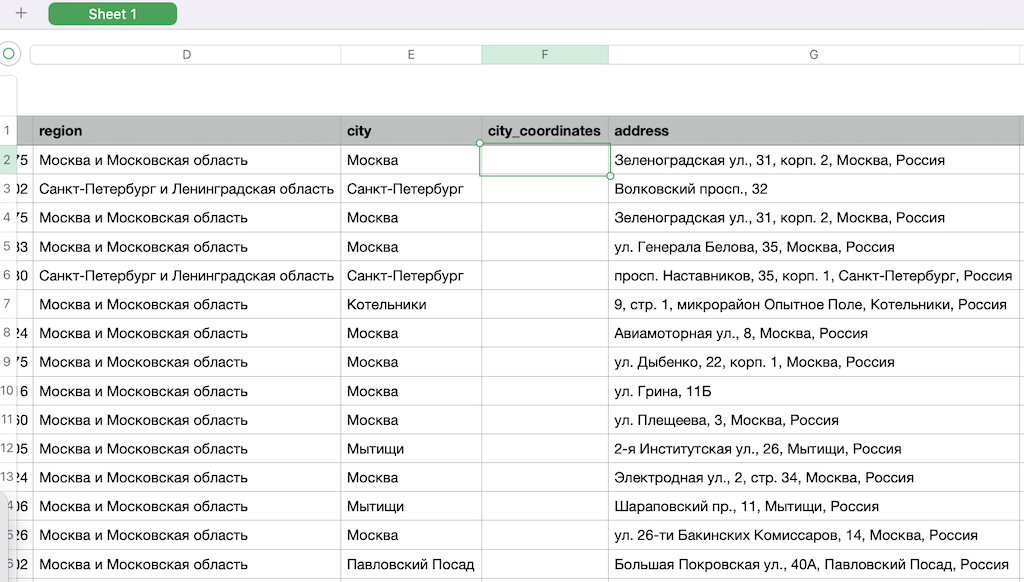 + Sheet 1
D E F G
1 region city city_coordinates address
2 75 Москва и Московская область Москва Зеленоградская ул., 31, корп. 2, Москва, Россия
3 02 Санкт-Петербург и Ленинградская область Санкт-Петербург Волковский просп., 32
4 75 Москва и Московская область Москва Зеленоградская ул., 31, корп. 2, Москва, Россия
5 33 Москва и Московская область Москва ул. Генерала Белова, 35, Москва, Россия
6 30 Санкт-Петербург и Ленинградская область Санкт-Петербург просп. Наставников, 35, корп. 1, Санкт-Петербург, Россия
7 Москва и Московская область Котельники 9, стр. 1, микрорайон Опытное Поле, Котельники, Россия
8 24 Москва и Московская область Москва Авиамоторная ул., 8, Москва, Россия
9 75 Москва и Московская область Москва ул. Дыбенко, 22, корп. 1, Москва, Россия
10 6 Москва и Московская область Москва ул. Грина, 11Б
11 60 Москва и Московская область Москва ул. Плещеева, 3, Москва, Россия
12 05 Москва и Московская область Мытищи 2-я Институтская ул., 26, Мытищи, Россия
13 24 Москва и Московская область Москва Электродная ул., 2, стр. 34, Москва, Россия
4 06 Москва и Московская область Мытищи Шараповский пр., 11, Мытищи, Россия
5 26 Москва и Московская область Москва ул. 26-ти Бакинских Комиссаров, 14, Москва, Россия
6 02 Москва и Московская область Павловский Посад Большая Покровская ул., 40А, Павловский Посад, Россия